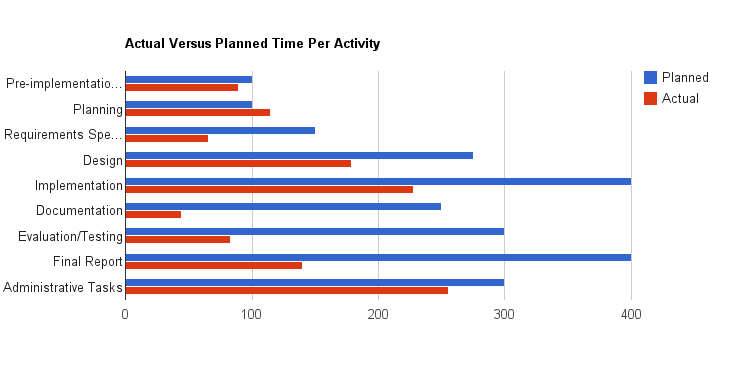 Actual Versus Planned Time Per Activity
Planned
Actual
Pre-implementatio...
Planning
Requirements Spe...
Design
Implementation
Documentation
Evaluation/Testing
Final Report
Administrative Tasks
0 100 200 300 400